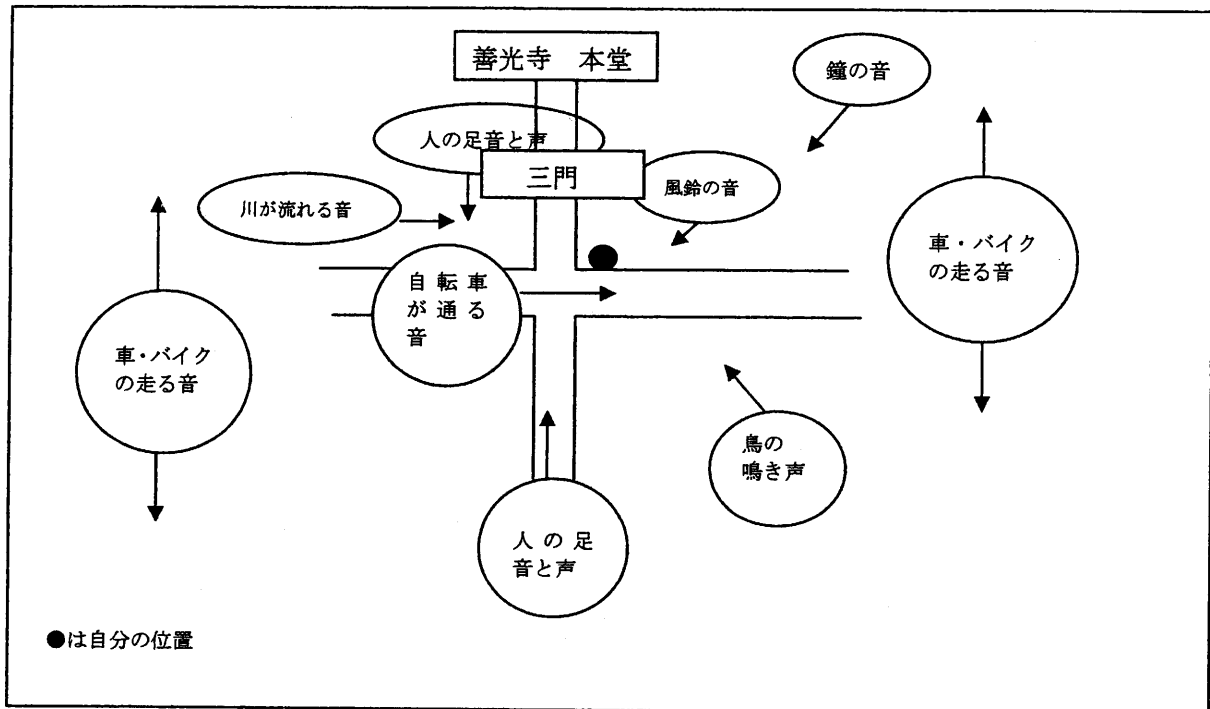 善光寺 本堂
鐘の音
人の足音と声
三門
風鈴の音
川が流れる音
車・バイク
の走る音
自転車
が通る
音
車・バイク
の走る音
鳥の
鳴き声
人の足
音と声
●は自分の位置